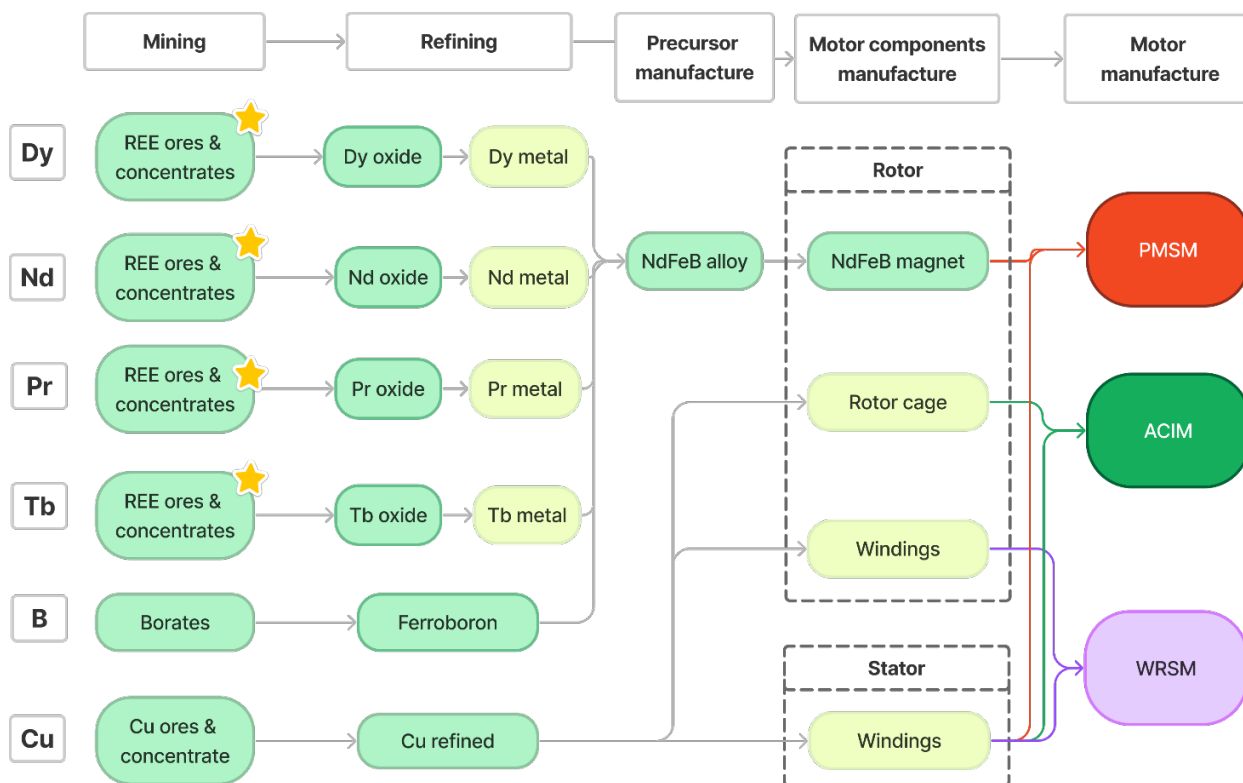 Mining
Refining
Precursor
manufacture
Motor components
manufacture
Motor
manufacture
Dy
REE ores &
concentrates
Dy oxide
Dy metal
Rotor
Nd
REE ores &
concentrates
Nd oxide
Nd metal
NdFeB alloy
NdFeB magnet
PMSM
Pr
REE ores &
concentrates
Pr oxide
Pr metal
Rotor cage
ACIM
Tb
REE ores &
concentrates
Tb oxide
Tb metal
Windings
B
Borates
Ferroboron
Stator
WRSM
Cu
Cu ores &
concentrate
Cu refined
Windings